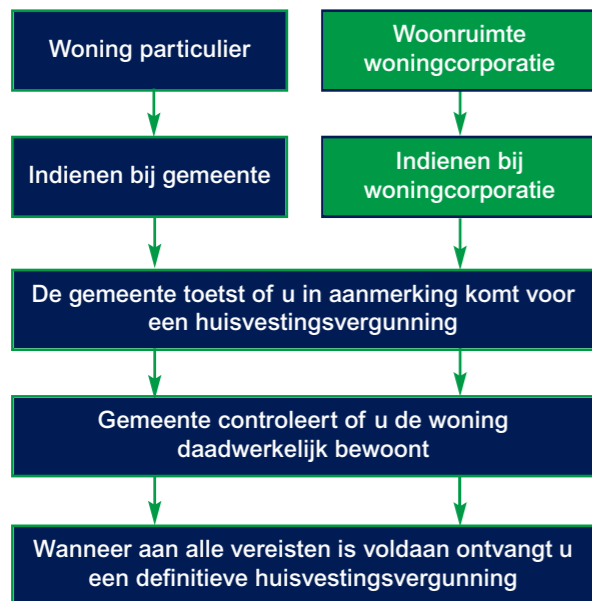 Woning particulier
Woonruimte
woningcorporatie
Indienen bij gemeente
Indienen bij
woningcorporatie
De gemeente toetst of u in aanmerking komt voor
een huisvestingsvergunning
Gemeente controleert of u de woning
daadwerkelijk bewoont
Wanneer aan alle vereisten is voldaan ontvangt u
een definitieve huisvestingsvergunning